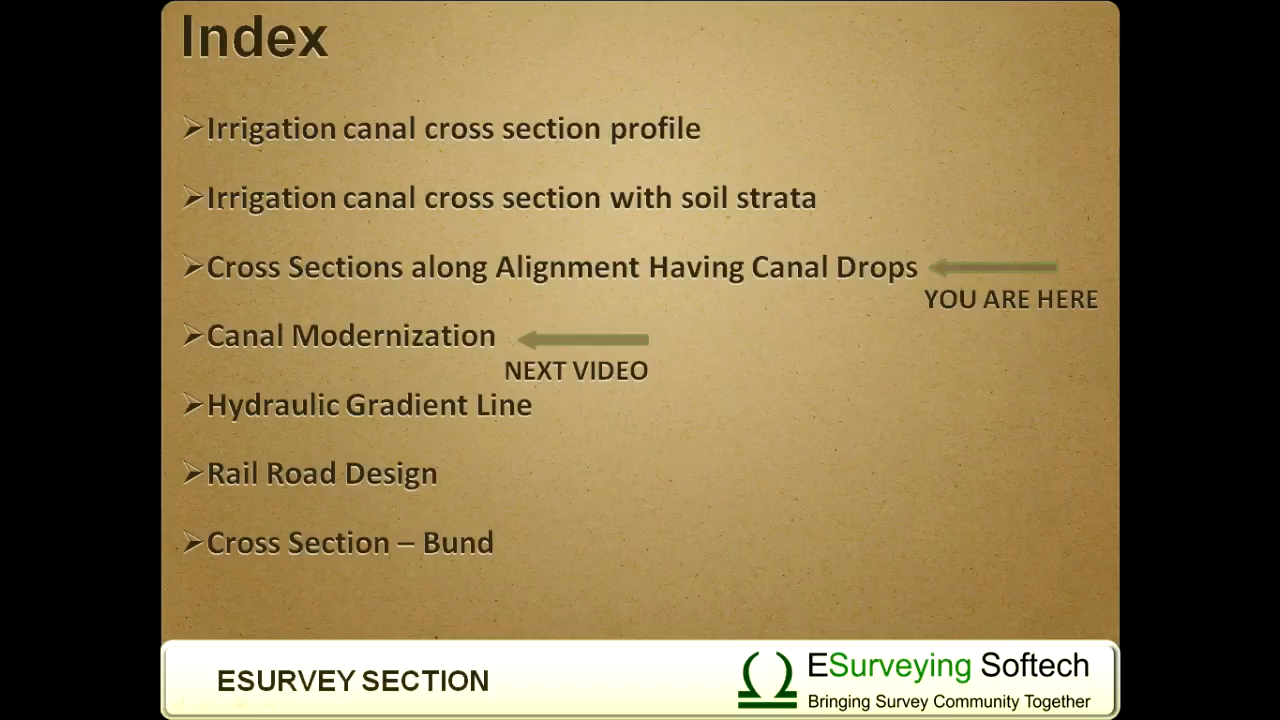 Index
➢Irrigation canal cross section profile
➢Irrigation canal cross section with soil strata
➢Cross Sections along Alignment Having Canal Drops
YOU ARE HERE
➢Canal Modernization
NEXT VIDEO
➢Hydraulic Gradient Line
➢Rail Road Design
➢Cross Section – Bund
ESURVEY SECTION
ESurveying Softech
Bringing Survey Community Together